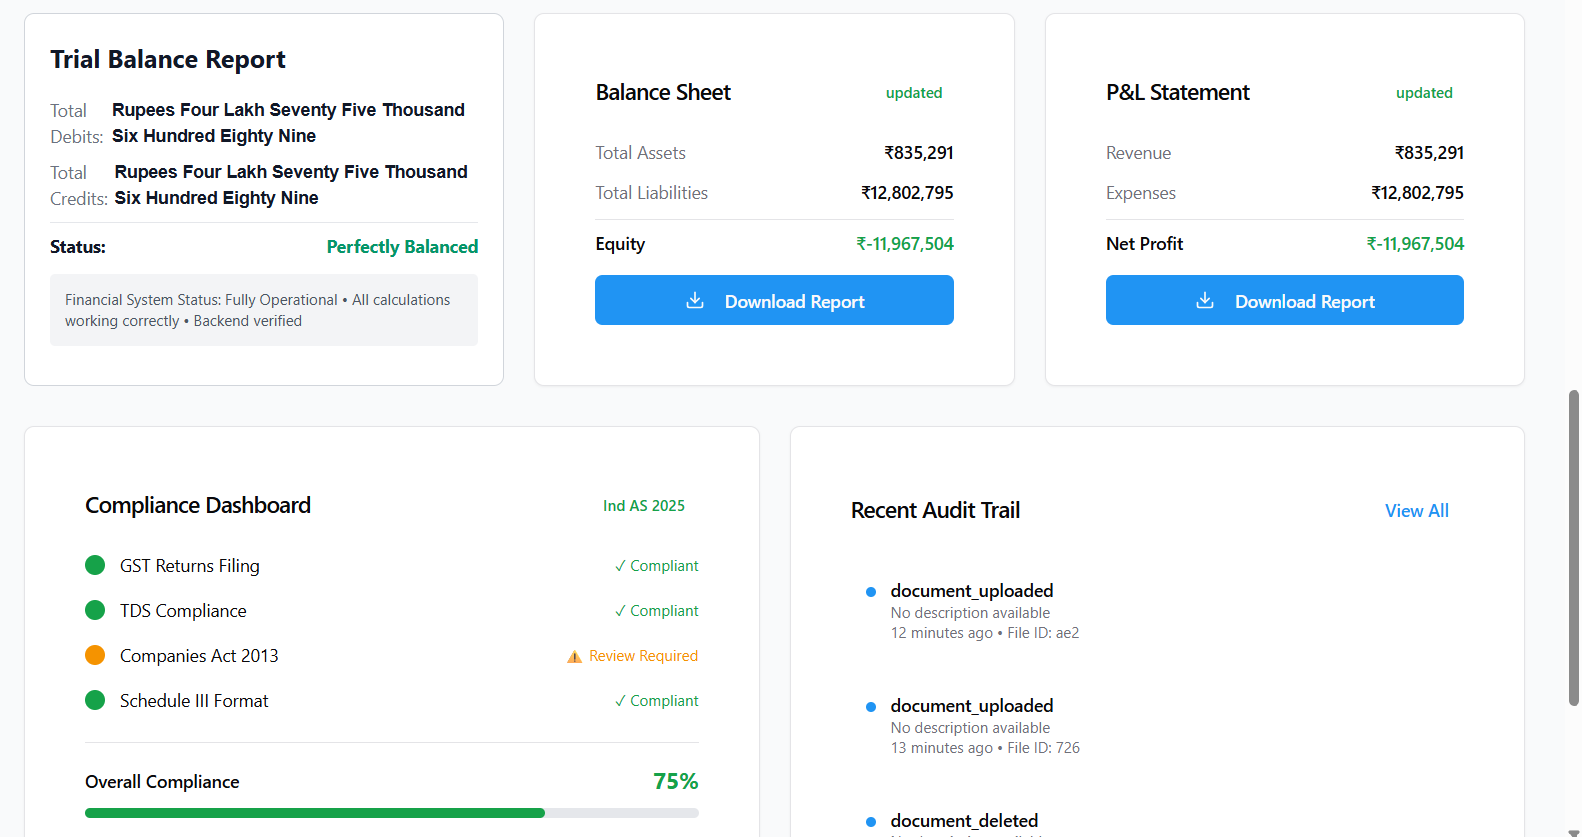 Trial Balance Report
Total Debits: Rupees Four Lakh Seventy Five Thousand Six Hundred Eighty Nine
Total Credits: Rupees Four Lakh Seventy Five Thousand Six Hundred Eighty Nine
Status: Perfectly Balanced
Financial System Status: Fully Operational • All calculations
working correctly • Backend verified
Balance Sheet updated
Total Assets ₹835,291
Total Liabilities ₹12,802,795
Equity ₹-11,967,504
Download Report
P&L Statement updated
Revenue ₹835,291
Expenses ₹12,802,795
Net Profit ₹-11,967,504
Download Report
Compliance Dashboard Ind AS 2025
GST Returns Filing ✓ Compliant
TDS Compliance ✓ Compliant
Companies Act 2013 ⚠ Review Required
Schedule III Format ✓ Compliant
Overall Compliance 75%
Recent Audit Trail View All
document_uploaded
No description available
12 minutes ago • File ID: ae2
document_uploaded
No description available
13 minutes ago • File ID: 726
document_deleted